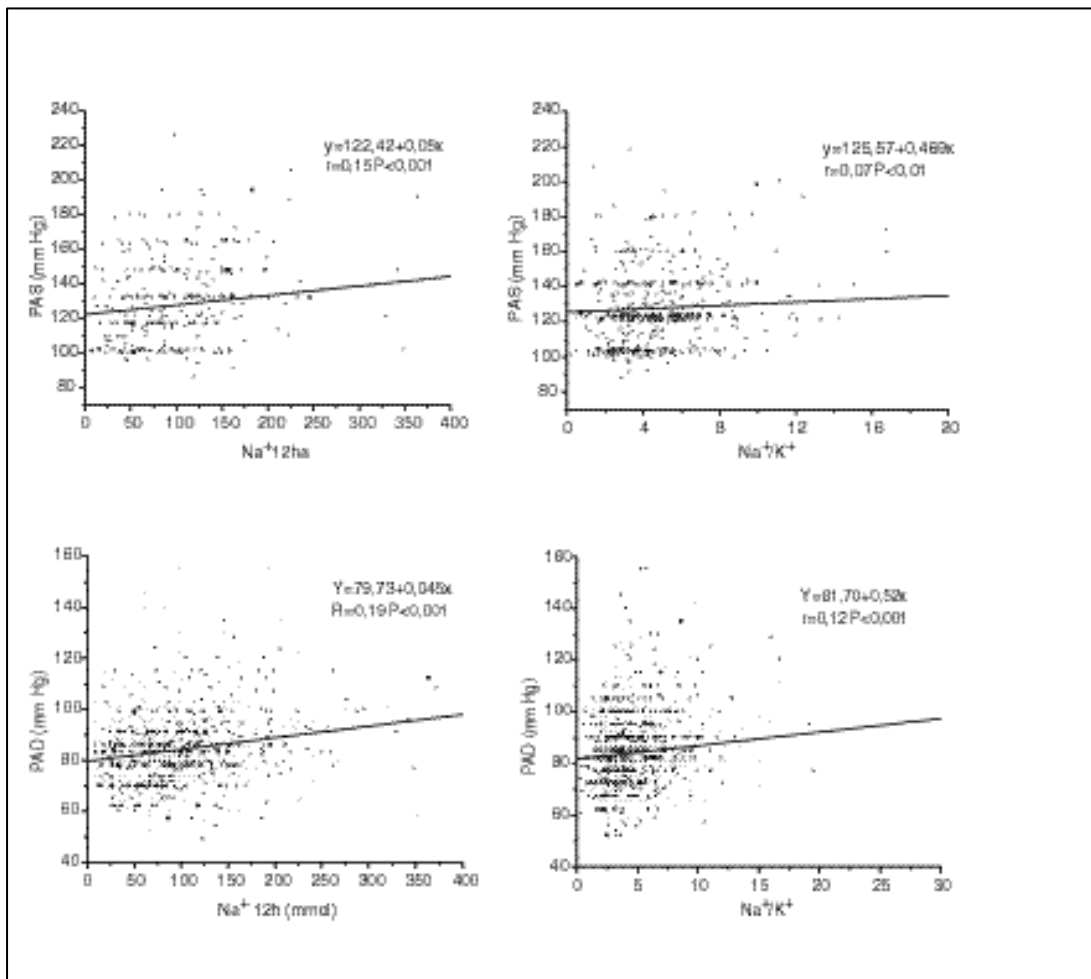 240
220
200
180
160
140
120
100
80
PAS (mm Hg)
y=122,42+0,05x
r=0,15 P<0,001
0 50 100 150 200 250 300 350 400
Na⁺12ha
240
220
200
180
160
140
120
100
80
PAS (mm Hg)
y=125,57+0,469x
r=0,07 P<0,01
0 4 8 12 16 20
Na⁺/K⁺
160
140
120
100
80
60
40
PAD (mm Hg)
Y=79,73+0,045x
R=0,19 P<0,001
0 50 100 150 200 250 300 350 400
Na⁺ 12h (mmol)
160
140
120
100
80
60
40
PAD (mm Hg)
Y=81,70+0,52x
r=0,12 P<0,001
0 5 10 15 20 25 30
Na⁺/K⁺